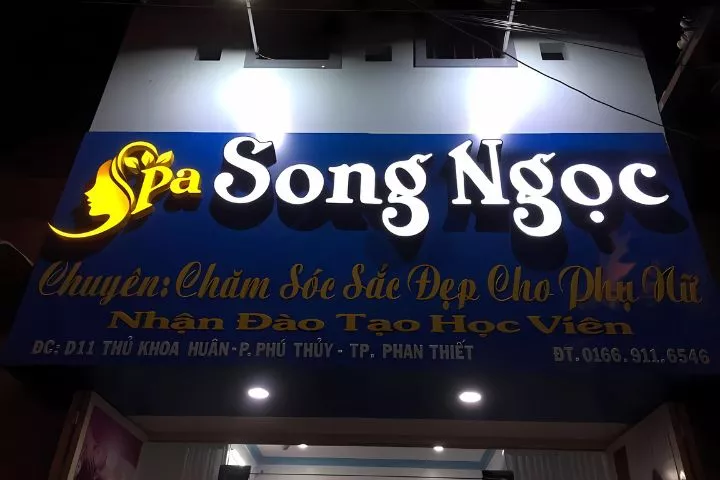 Spa Song Ngọc
Chuyên: Chăm Sóc Sắc Đẹp Cho Phụ Nữ
Nhận Đào Tạo Học Viên
ĐC: D11 THỦ KHOA HUÂN - P. PHÚ THỦY - TP. PHAN THIẾT ĐT. 0166.911.6546